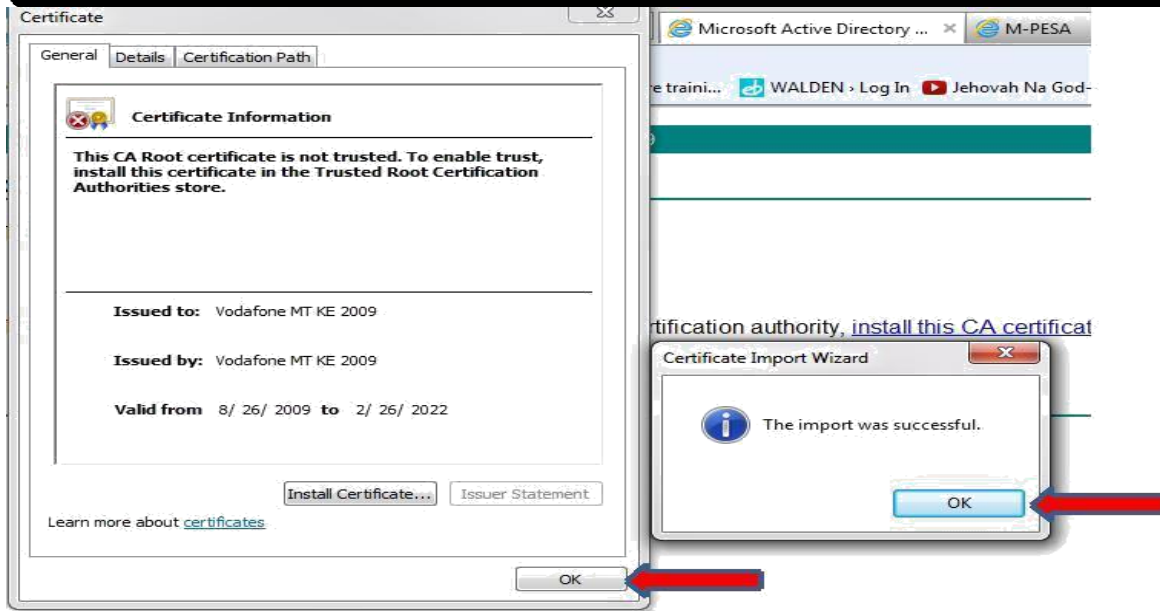 Certificate
General Details Certification Path
Certificate Information
This CA Root certificate is not trusted. To enable trust,
install this certificate in the Trusted Root Certification
Authorities store.
Issued to: Vodafone MT KE 2009
Issued by: Vodafone MT KE 2009
Valid from 8/ 26/ 2009 to 2/ 26/ 2022
Install Certificate... Issuer Statement
Learn more about certificates
OK
Microsoft Active Directory ... M-PESA
e traini... WALDEN › Log In Jehovah Na God-
9
tification authority, install this CA certificat
Certificate Import Wizard
The import was successful.
OK